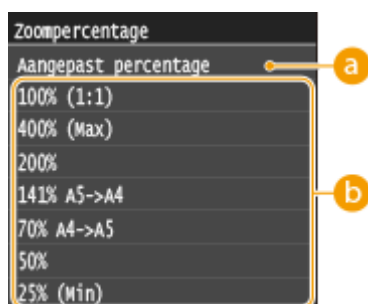 Zoompercentage
Aangepast percentage
a
100% (1:1)
400% (Max)
200%
141% A5->A4
b
70% A4->A5
50%
25% (Min)